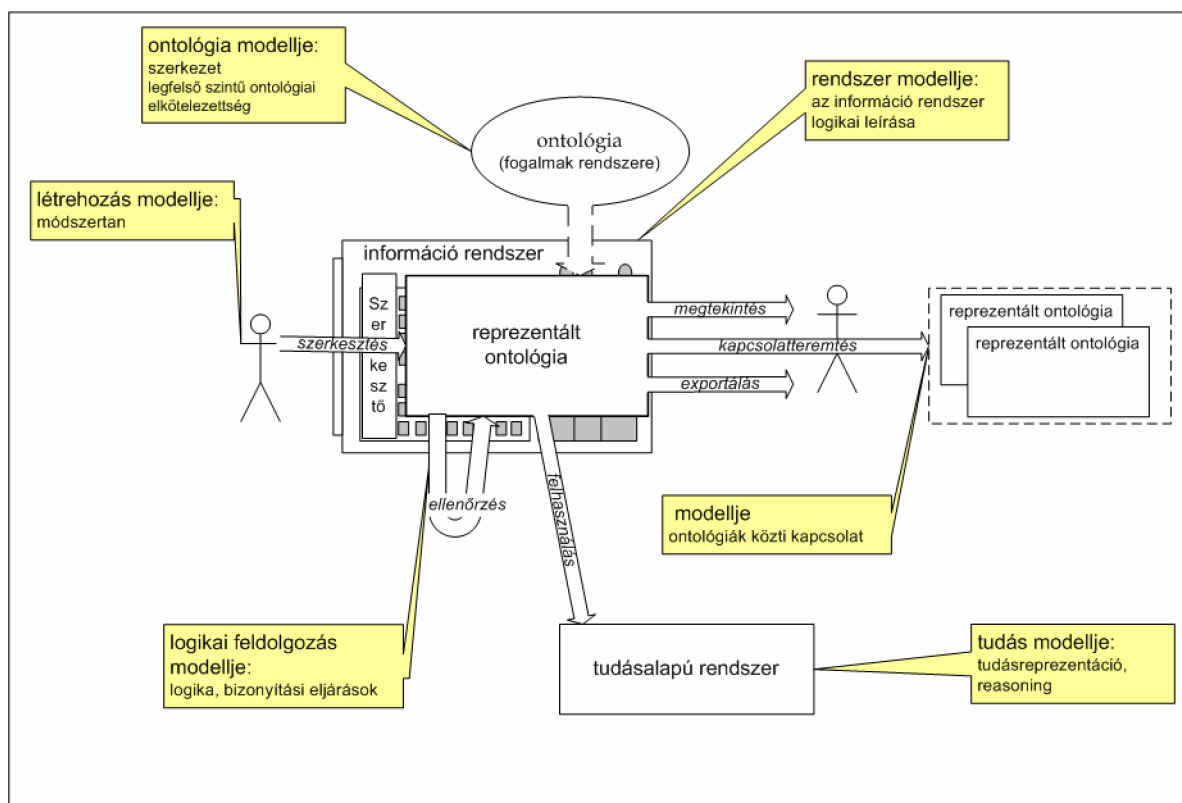 ontológia modellje:
szerkezet
legfelső szintű ontológiai
elkötelezettség
rendszer modellje:
az információ rendszer
logikai leírása
ontológia
(fogalmak rendszere)
létrehozás modellje:
módszertan
információ rendszer
Sz
er
ke
sz
tő
szerkesztés
reprezentált
ontológia
megtekintés
kapcsolatteremtés
exportálás
reprezentált ontológia
reprezentált ontológia
ellenőrzés
felhasználás
modellje
ontológiák közti kapcsolat
logikai feldolgozás
modellje:
logika, bizonyítási eljárások
tudásalapú rendszer
tudás modellje:
tudásreprezentáció,
reasoning